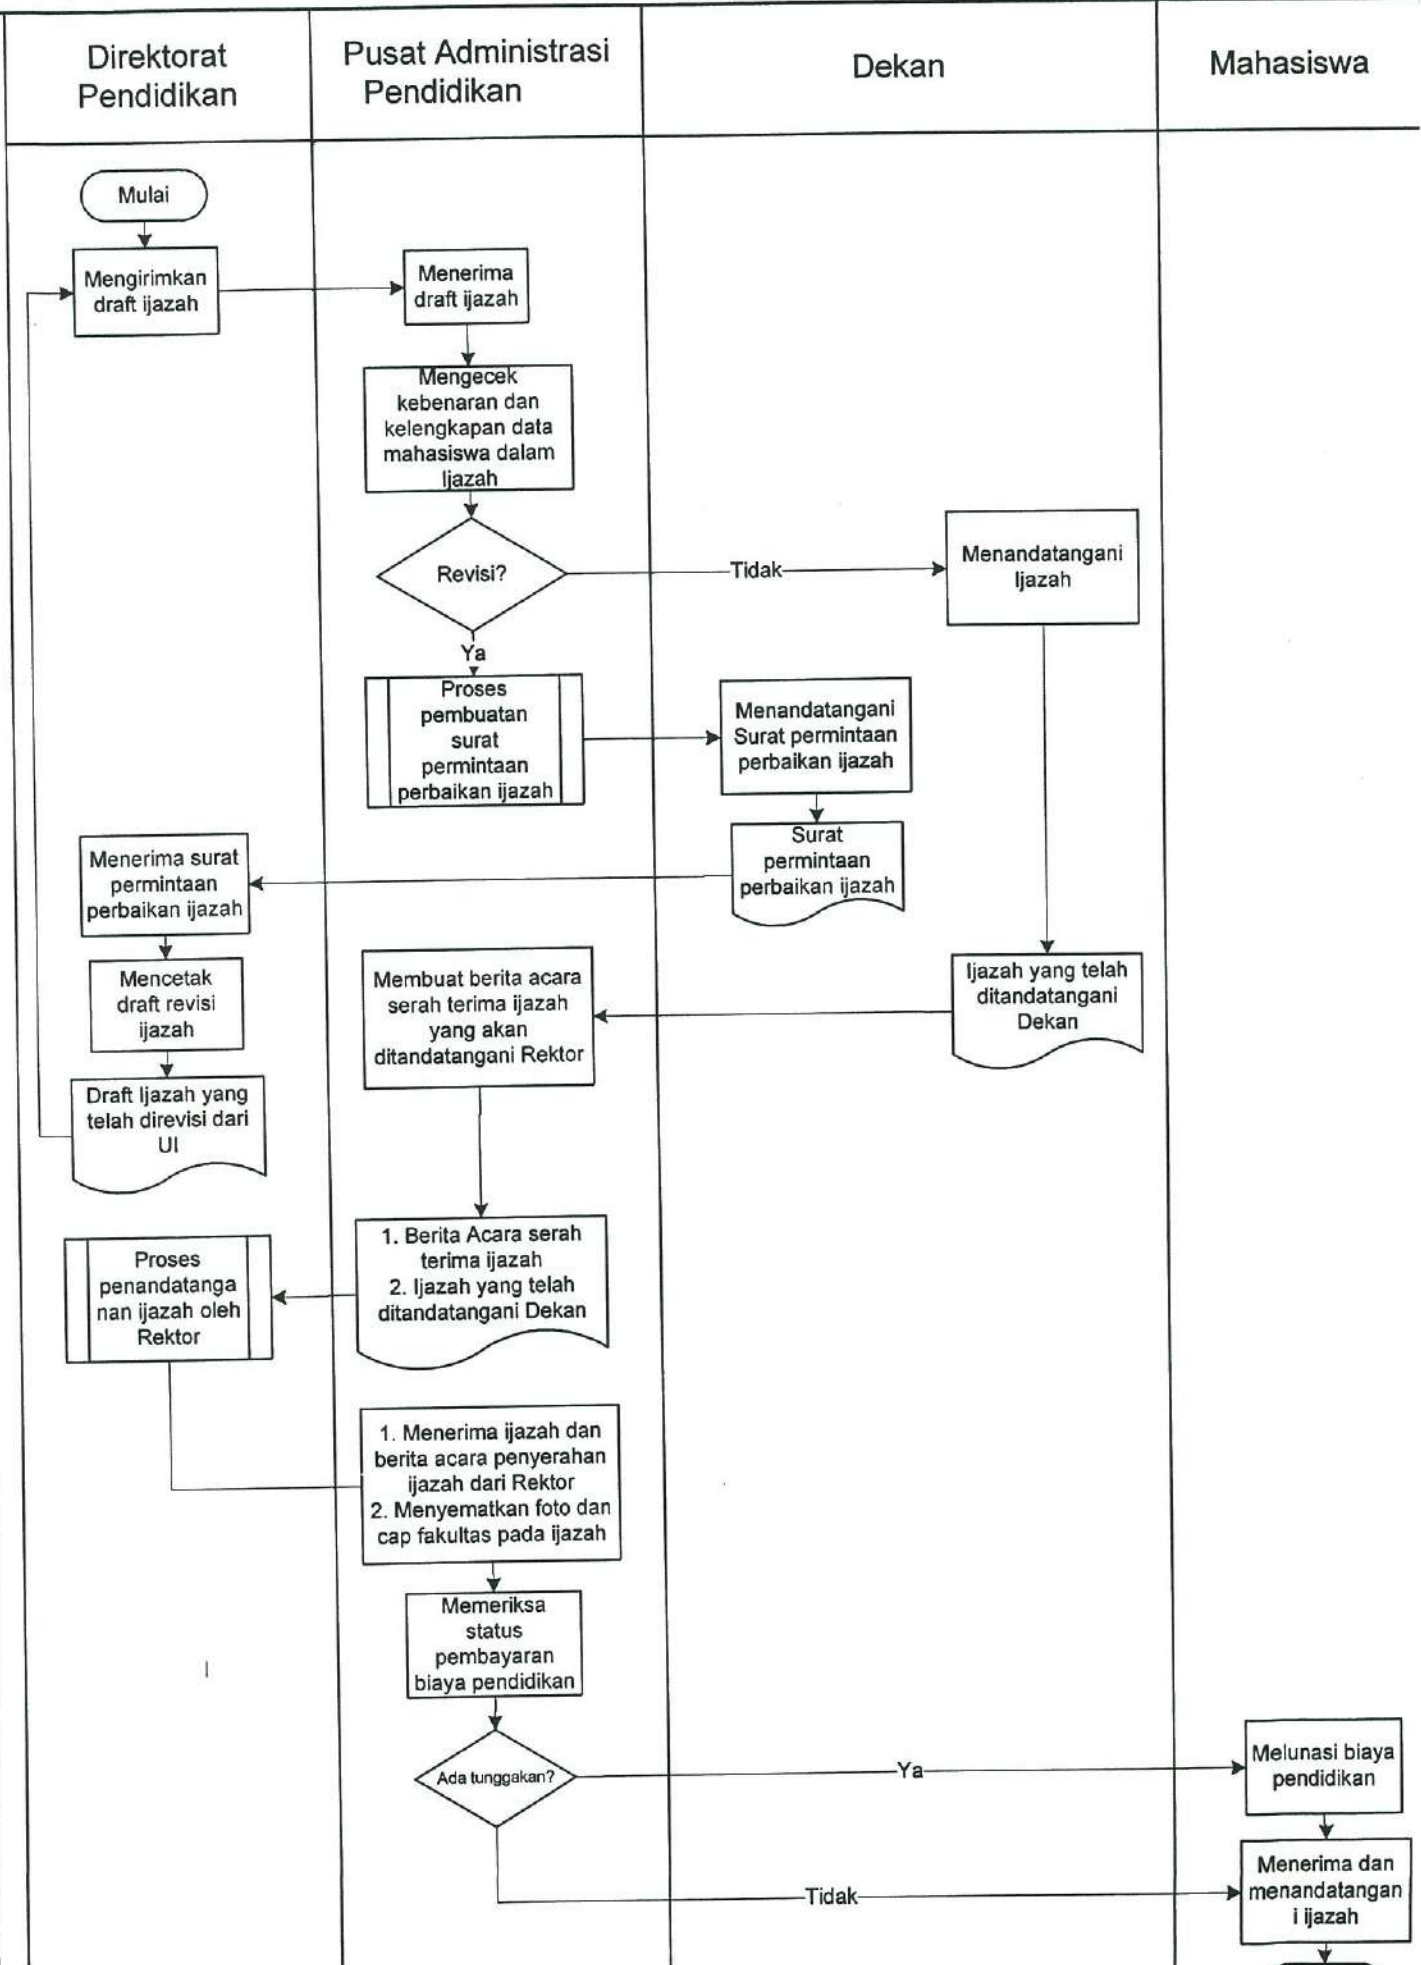 Direktorat
Pendidikan
Pusat Administrasi
Pendidikan
Dekan
Mahasiswa
Mulai
Mengirimkan
draft ijazah
Menerima
draft ijazah
Mengecek
kebenaran dan
kelengkapan data
mahasiswa dalam
Ijazah
Revisi?
Tidak
Menandatangani
Ijazah
Ya
Proses
pembuatan
surat
permintaan
perbaikan ijazah
Menandatangani
Surat permintaan
perbaikan ijazah
Surat
permintaan
perbaikan ijazah
Menerima surat
permintaan
perbaikan ijazah
Mencetak
draft revisi
ijazah
Draft Ijazah yang
telah direvisi dari
UI
Ijazah yang telah
ditandatangani
Dekan
Membuat berita acara
serah terima ijazah
yang akan
ditandatangani Rektor
1. Berita Acara serah
terima ijazah
2. Ijazah yang telah
ditandatangani Dekan
Proses
penandatanga
nan ijazah oleh
Rektor
1. Menerima ijazah dan
berita acara penyerahan
ijazah dari Rektor
2. Menyematkan foto dan
cap fakultas pada ijazah
Memeriksa
status
pembayaran
biaya pendidikan
Ada tunggakan?
Ya
Melunasi biaya
pendidikan
Tidak
Menerima dan
menandatangan
i ijazah